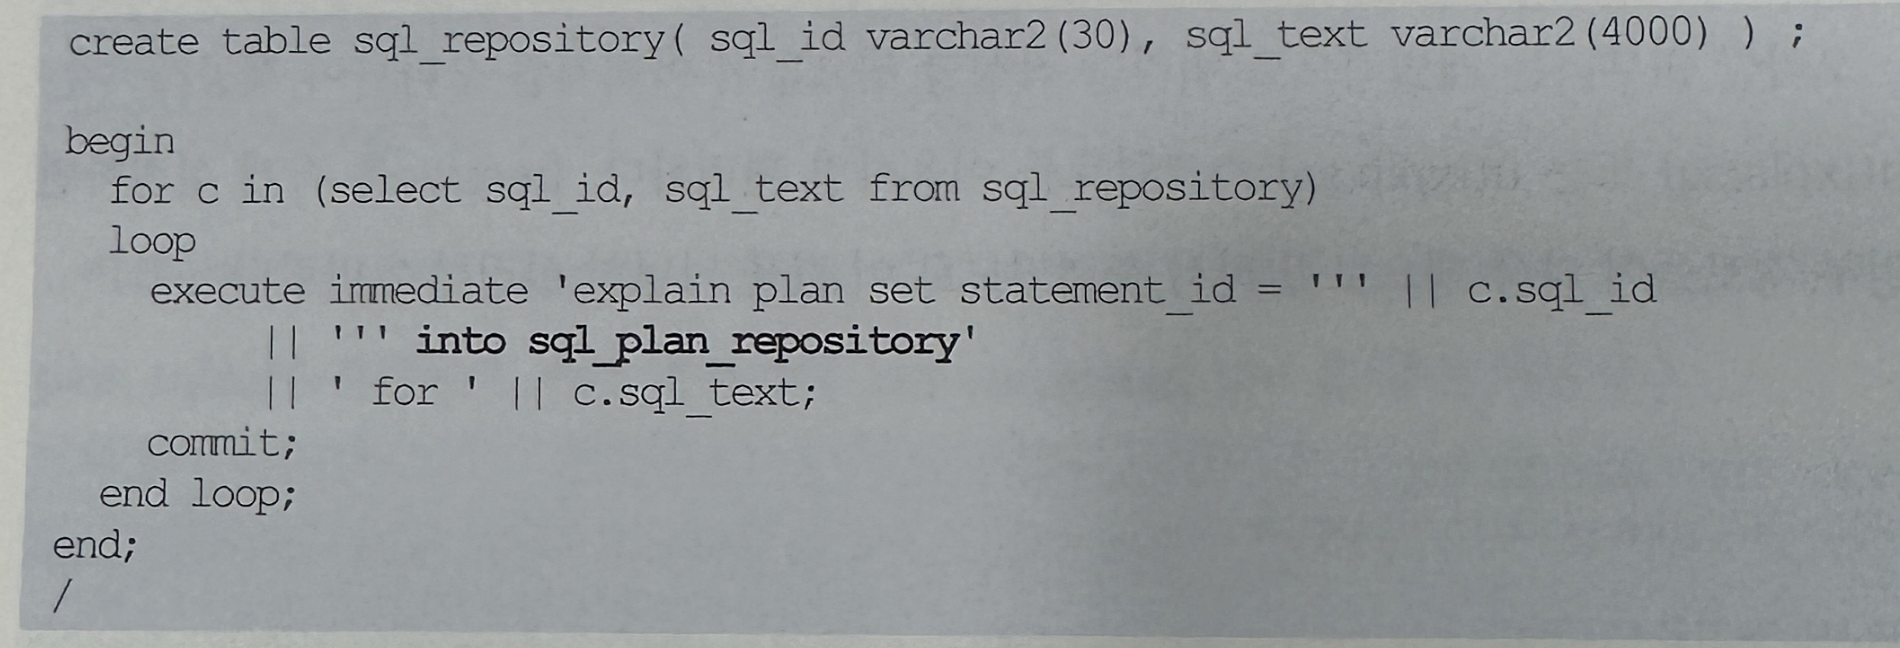 create table sql_repository( sql_id varchar2(30), sql_text varchar2(4000) ) ;
begin
for c in (select sql_id, sql_text from sql_repository)
loop
execute immediate 'explain plan set statement_id = ''' || c.sql_id
|| ''' into sql_plan_repository'
|| ' for ' || c.sql_text;
commit;
end loop;
end;
/